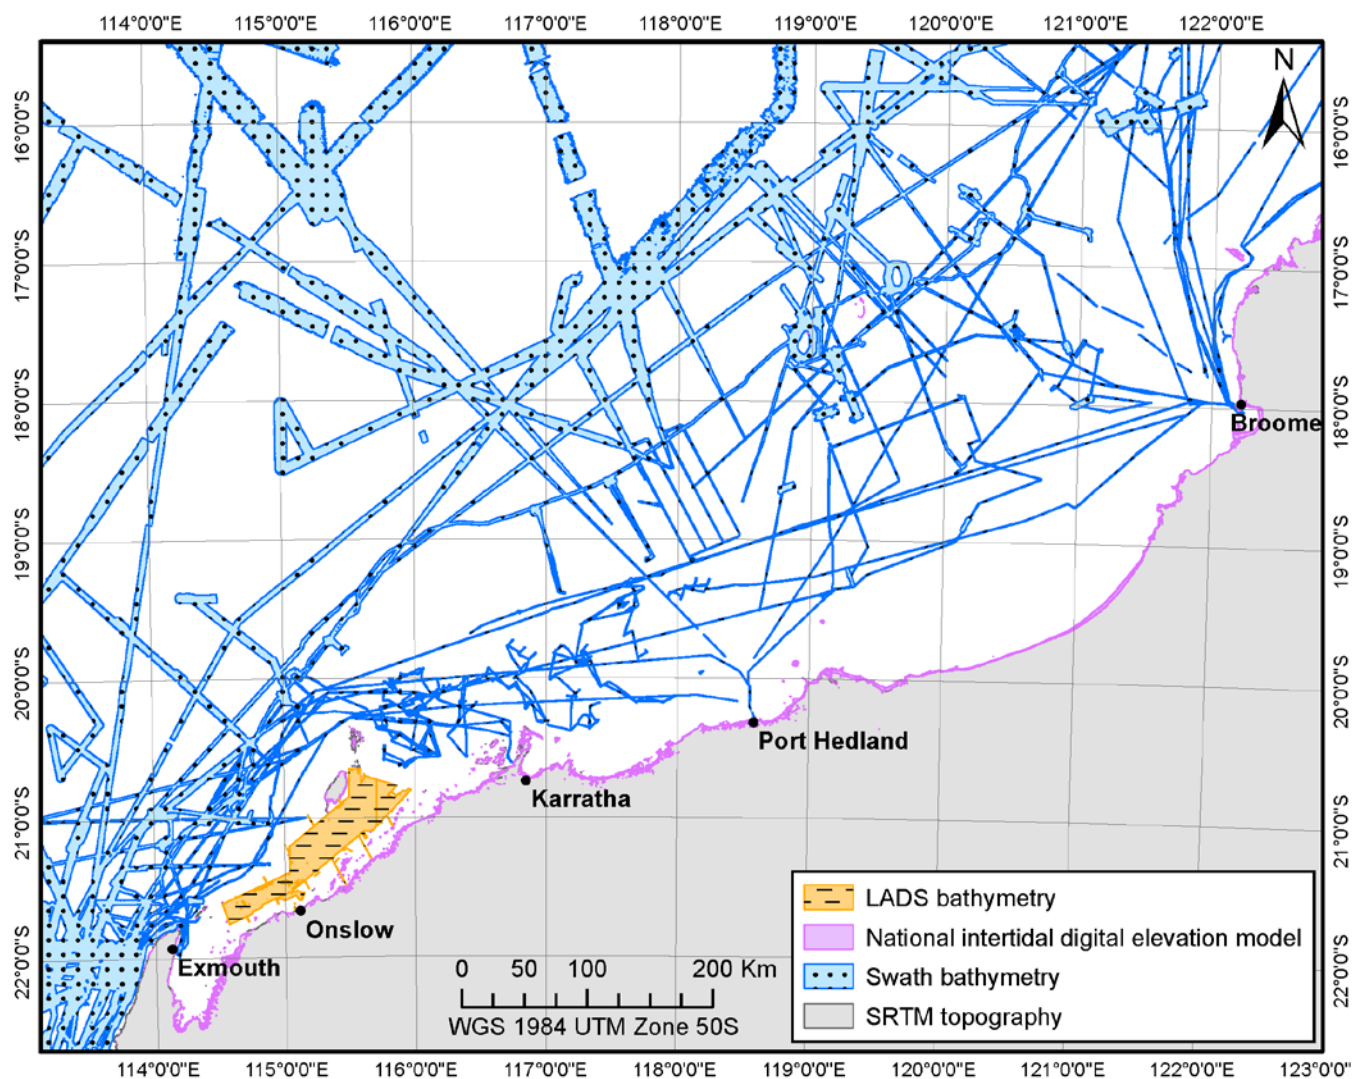 114°0'0"E 115°0'0"E 116°0'0"E 117°0'0"E 118°0'0"E 119°0'0"E 120°0'0"E 121°0'0"E 122°0'0"E
N
16°0'0"S 16°0'0"S
17°0'0"S 17°0'0"S
18°0'0"S 18°0'0"S
Broome
19°0'0"S 19°0'0"S
20°0'0"S 20°0'0"S
Port Hedland
Karratha
21°0'0"S 21°0'0"S
LADS bathymetry
Onslow
National intertidal digital elevation model
Exmouth
22°0'0"S 22°0'0"S
0 50 100 200 Km
Swath bathymetry
WGS 1984 UTM Zone 50S
SRTM topography
114°0'0"E 115°0'0"E 116°0'0"E 117°0'0"E 118°0'0"E 119°0'0"E 120°0'0"E 121°0'0"E 122°0'0"E 123°0'0"E